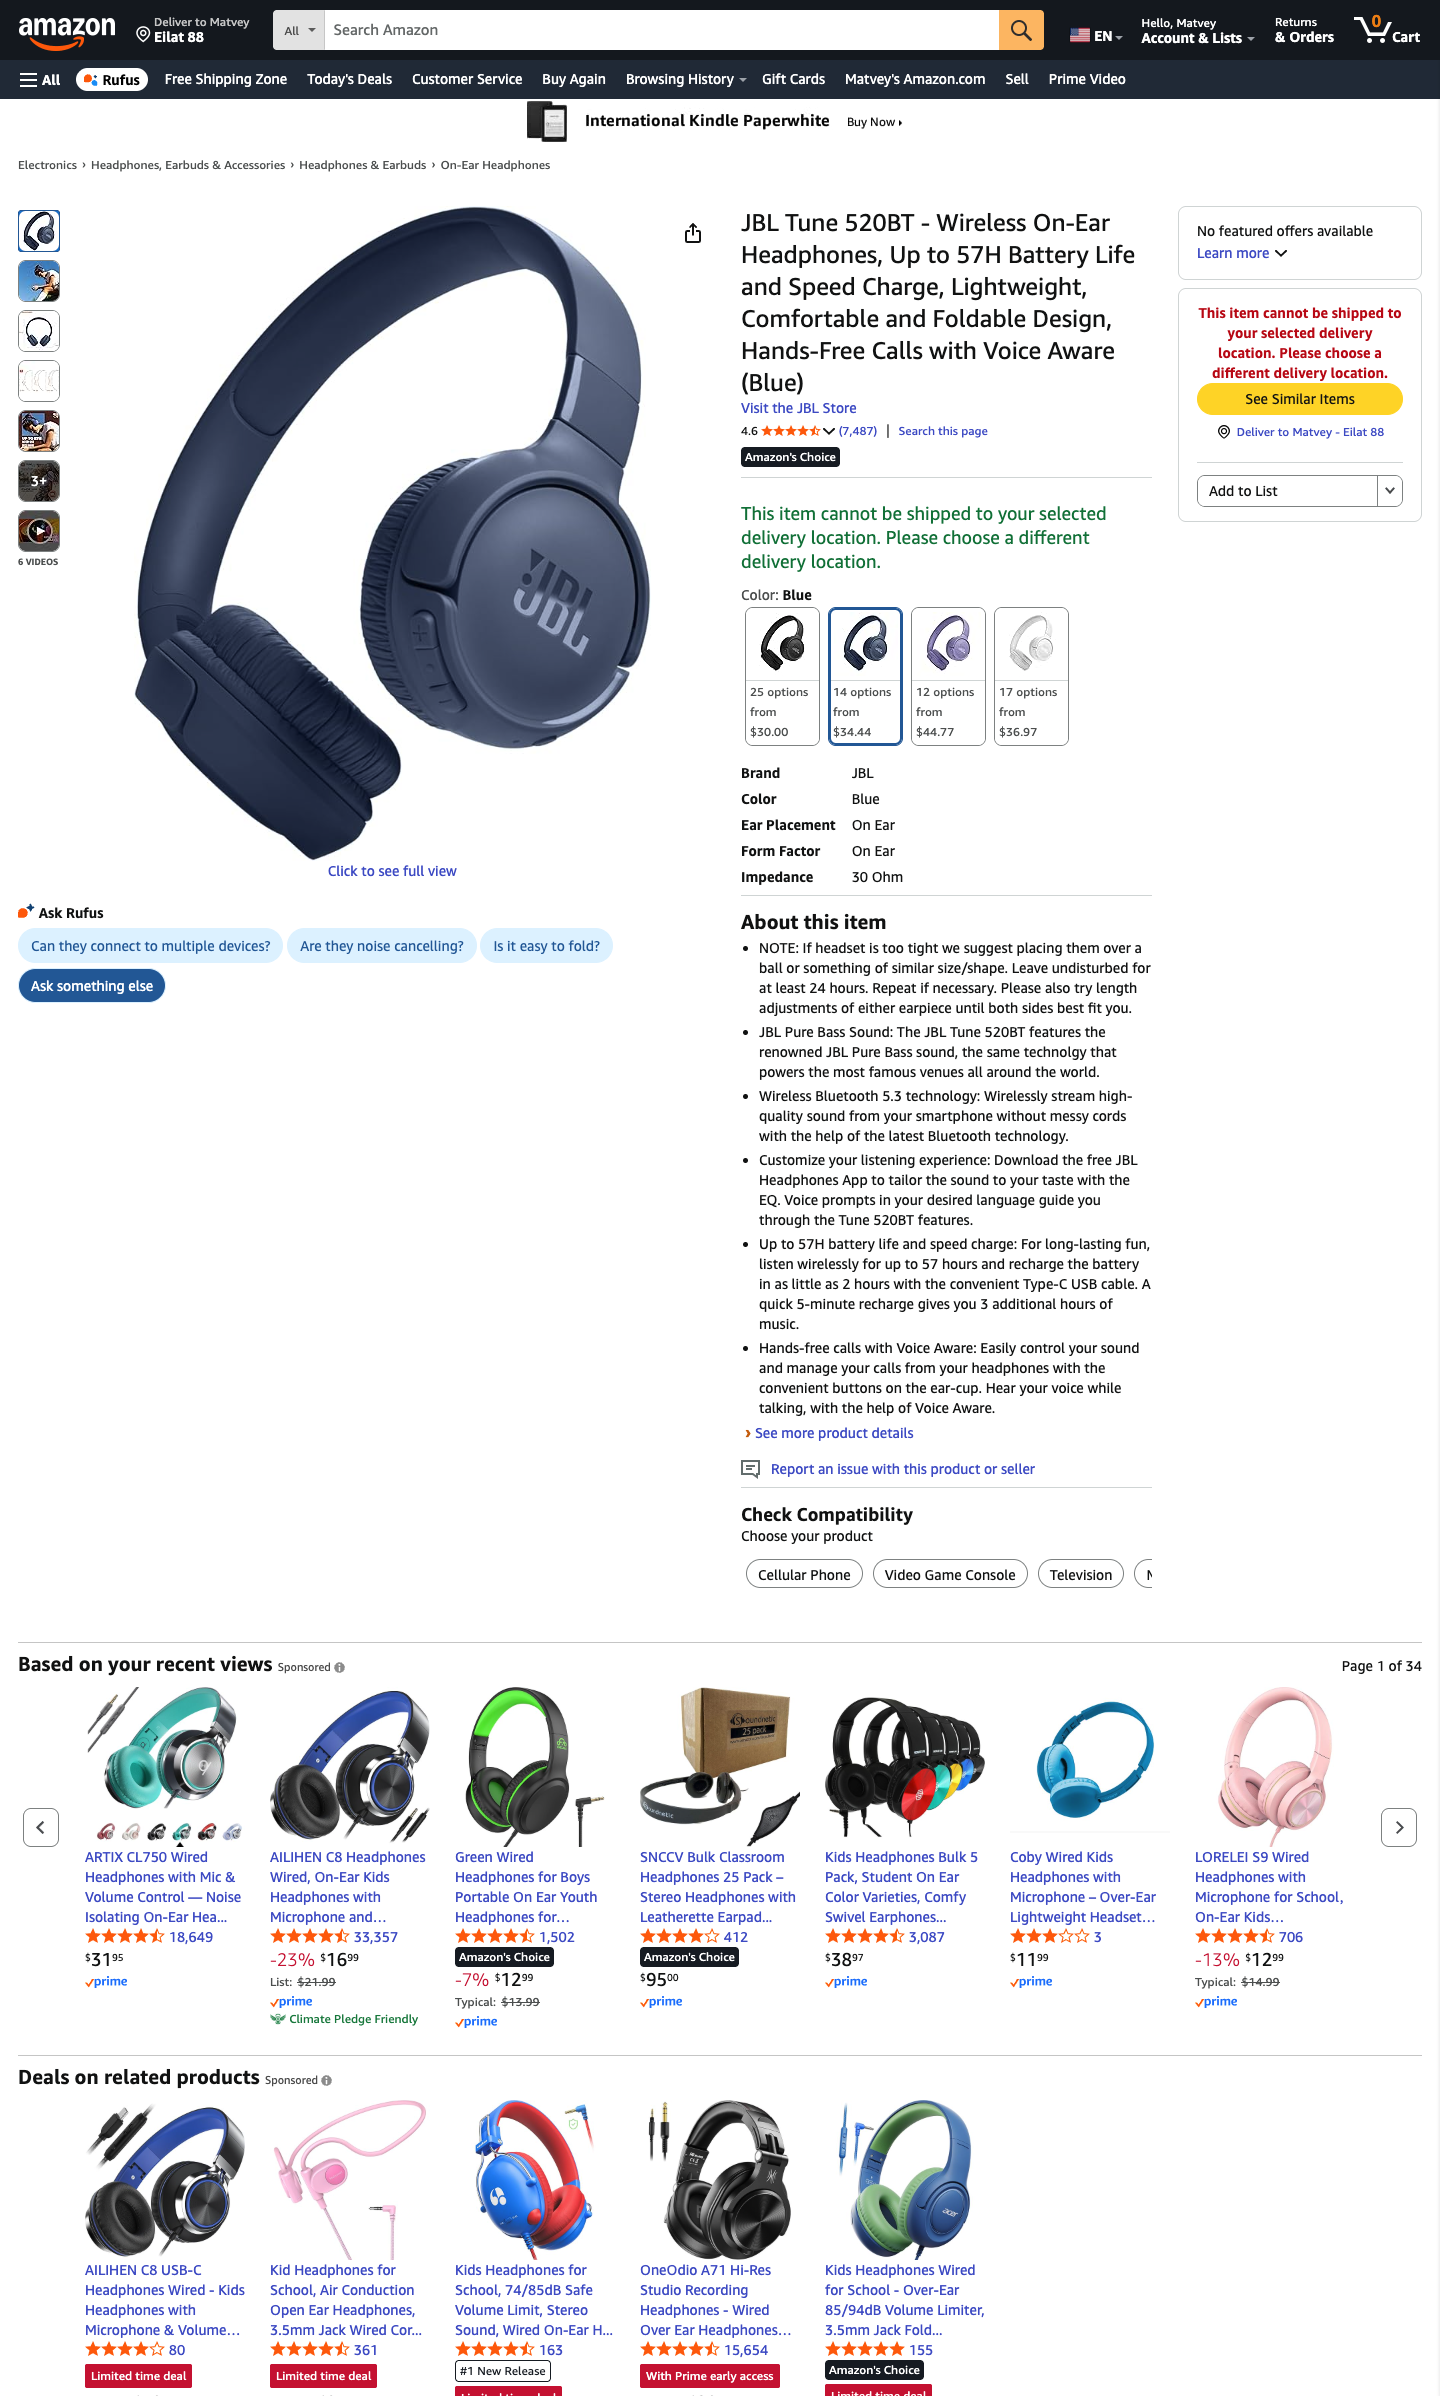 amazon
Deliver to Matvey
Eilat 88
All
Search Amazon
EN
Hello, Matvey
Account & Lists
Returns
& Orders
0
Cart
All
Rufus
Free Shipping Zone
Today's Deals
Customer Service
Buy Again
Browsing History
Gift Cards
Matvey's Amazon.com
Sell
Prime Video
International Kindle Paperwhite
Buy Now
Electronics › Headphones, Earbuds & Accessories › Headphones & Earbuds › On-Ear Headphones
3+
6 VIDEOS
JBL
Click to see full view
Ask Rufus
Can they connect to multiple devices?
Are they noise cancelling?
Is it easy to fold?
Ask something else
JBL Tune 520BT - Wireless On-Ear
Headphones, Up to 57H Battery Life
and Speed Charge, Lightweight,
Comfortable and Foldable Design,
Hands-Free Calls with Voice Aware
(Blue)
Visit the JBL Store
4.6 (7,487) | Search this page
Amazon's Choice
This item cannot be shipped to your selected
delivery location. Please choose a different
delivery location.
Color: Blue
25 options
from
$30.00
14 options
from
$34.44
12 options
from
$44.77
17 options
from
$36.97
Brand JBL
Color Blue
Ear Placement On Ear
Form Factor On Ear
Impedance 30 Ohm
About this item
• NOTE: If headset is too tight we suggest placing them over a
ball or something of similar size/shape. Leave undisturbed for
at least 24 hours. Repeat if necessary. Please also try length
adjustments of either earpiece until both sides best fit you.
• JBL Pure Bass Sound: The JBL Tune 520BT features the
renowned JBL Pure Bass sound, the same technolgy that
powers the most famous venues all around the world.
• Wireless Bluetooth 5.3 technology: Wirelessly stream high-
quality sound from your smartphone without messy cords
with the help of the latest Bluetooth technology.
• Customize your listening experience: Download the free JBL
Headphones App to tailor the sound to your taste with the
EQ. Voice prompts in your desired language guide you
through the Tune 520BT features.
• Up to 57H battery life and speed charge: For long-lasting fun,
listen wirelessly for up to 57 hours and recharge the battery
in as little as 2 hours with the convenient Type-C USB cable. A
quick 5-minute recharge gives you 3 additional hours of
music.
• Hands-free calls with Voice Aware: Easily control your sound
and manage your calls from your headphones with the
convenient buttons on the ear-cup. Hear your voice while
talking, with the help of Voice Aware.
› See more product details
Report an issue with this product or seller
Check Compatibility
Choose your product
Cellular Phone
Video Game Console
Television
No featured offers available
Learn more
This item cannot be shipped to
your selected delivery
location. Please choose a
different delivery location.
See Similar Items
Deliver to Matvey - Eilat 88
Add to List
Based on your recent views Sponsored
Page 1 of 34
ARTIX CL750 Wired
Headphones with Mic &
Volume Control — Noise
Isolating On-Ear Hea...
18,649
$31.95
prime
AILIHEN C8 Headphones
Wired, On-Ear Kids
Headphones with
Microphone and...
33,357
-23% $16.99
List: $21.99
prime
Climate Pledge Friendly
Green Wired
Headphones for Boys
Portable On Ear Youth
Headphones for...
1,502
Amazon's Choice
-7% $12.99
Typical: $13.99
prime
Soundnetic
25 pack
SNCCV Bulk Classroom
Headphones 25 Pack –
Stereo Headphones with
Leatherette Earpad...
412
Amazon's Choice
$95.00
prime
Kids Headphones Bulk 5
Pack, Student On Ear
Color Varieties, Comfy
Swivel Earphones...
3,087
$38.97
prime
Coby Wired Kids
Headphones with
Microphone – Over-Ear
Lightweight Headset...
3
$11.99
prime
LORELEI S9 Wired
Headphones with
Microphone for School,
On-Ear Kids...
706
-13% $12.99
Typical: $14.99
prime
Deals on related products Sponsored
AILIHEN C8 USB-C
Headphones Wired - Kids
Headphones with
Microphone & Volume...
80
Limited time deal
Kid Headphones for
School, Air Conduction
Open Ear Headphones,
3.5mm Jack Wired Cor...
361
Limited time deal
Kids Headphones for
School, 74/85dB Safe
Volume Limit, Stereo
Sound, Wired On-Ear H...
163
#1 New Release
Limited time deal
OneOdio A71 Hi-Res
Studio Recording
Headphones - Wired
Over Ear Headphones...
15,654
With Prime early access
acer
Kids Headphones Wired
for School - Over-Ear
85/94dB Volume Limiter,
3.5mm Jack Fold...
155
Amazon's Choice
Limited time deal